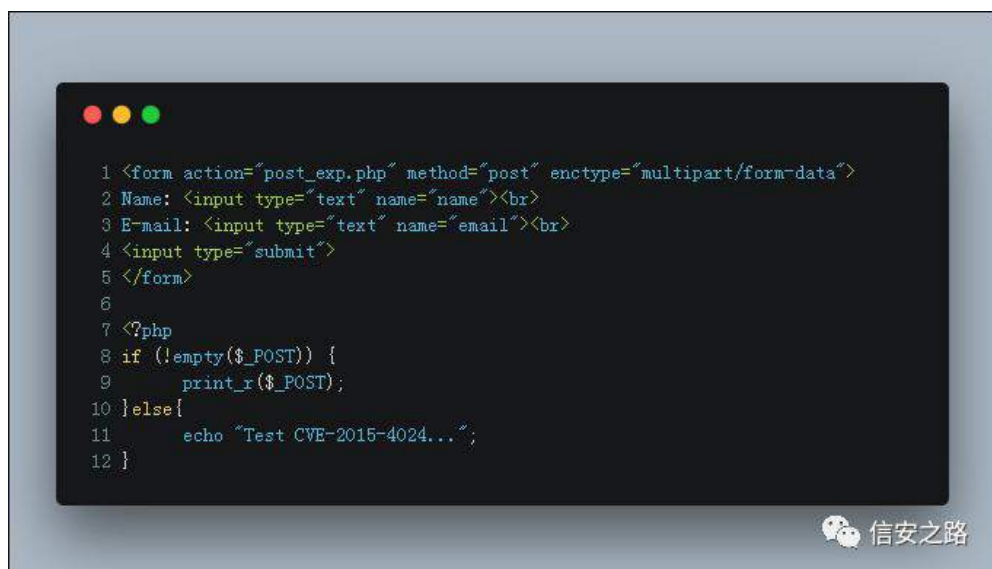 1 <form action="post_exp.php" method="post" enctype="multipart/form-data">
2 Name: <input type="text" name="name"><br>
3 E-mail: <input type="text" name="email"><br>
4 <input type="submit">
5 </form>
6
7 <?php
8 if (!empty($_POST)) {
9 print_r($_POST);
10 }else{
11 echo "Test CVE-2015-4024...";
12 }
信安之路